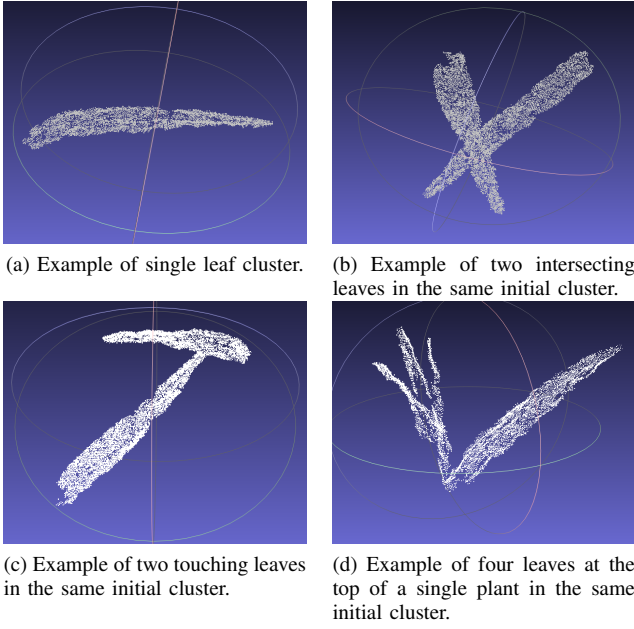 (a) Example of single leaf cluster.
(b) Example of two intersecting
leaves in the same initial cluster.
(c) Example of two touching leaves
in the same initial cluster.
(d) Example of four leaves at the
top of a single plant in the same
initial cluster.